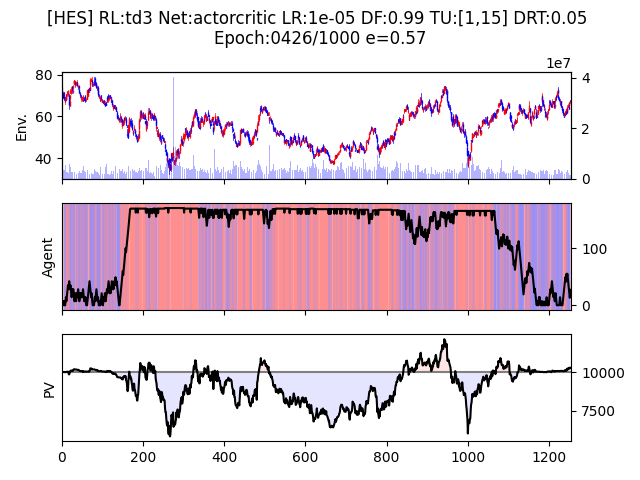 [HES] RL:td3 Net:actorcritic LR:1e-05 DF:0.99 TU:[1,15] DRT:0.05
Epoch:0426/1000 e=0.57
1e7
80
60
40
Env.
4
2
0
Agent
100
0
PV
10000
7500
0 200 400 600 800 1000 1200